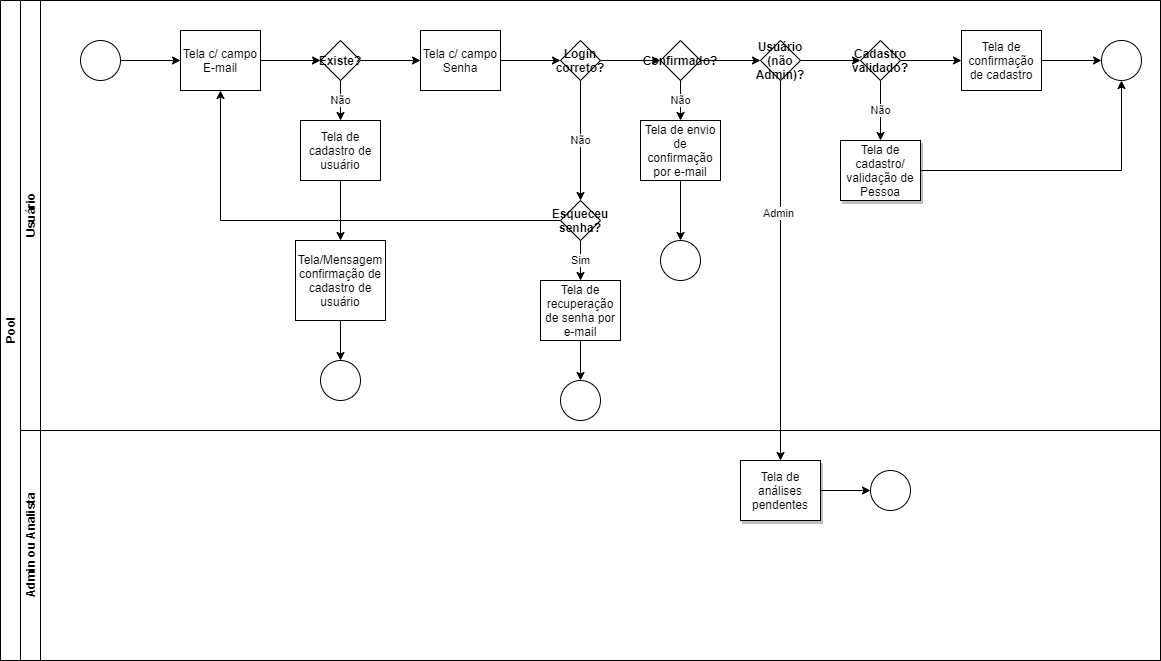 Pool
Usuário
Tela c/ campo
E-mail
Existe?
Tela c/ campo
Senha
Login
correto?
Confirmado?
Usuário
(não
Admin)?
Cadastro
validado?
Tela de
confirmação
de cadastro
Não
Tela de
cadastro de
usuário
Tela/Mensagem
confirmação de
cadastro de
usuário
Não
Esqueceu
senha?
Sim
Tela de
recuperação
de senha por
e-mail
Não
Tela de envio
de
confirmação
por e-mail
Admin
Não
Tela de
cadastro/
validação de
Pessoa
Admin ou Analista
Tela de
análises
pendentes